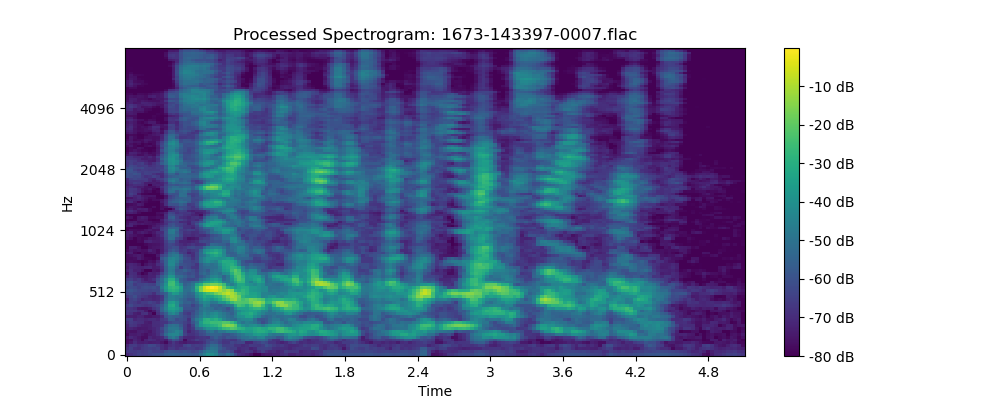 Processed Spectrogram: 1673-143397-0007.flac
Hz
4096
2048
1024
512
0
0 0.6 1.2 1.8 2.4 3 3.6 4.2 4.8
Time
-10 dB
-20 dB
-30 dB
-40 dB
-50 dB
-60 dB
-70 dB
-80 dB